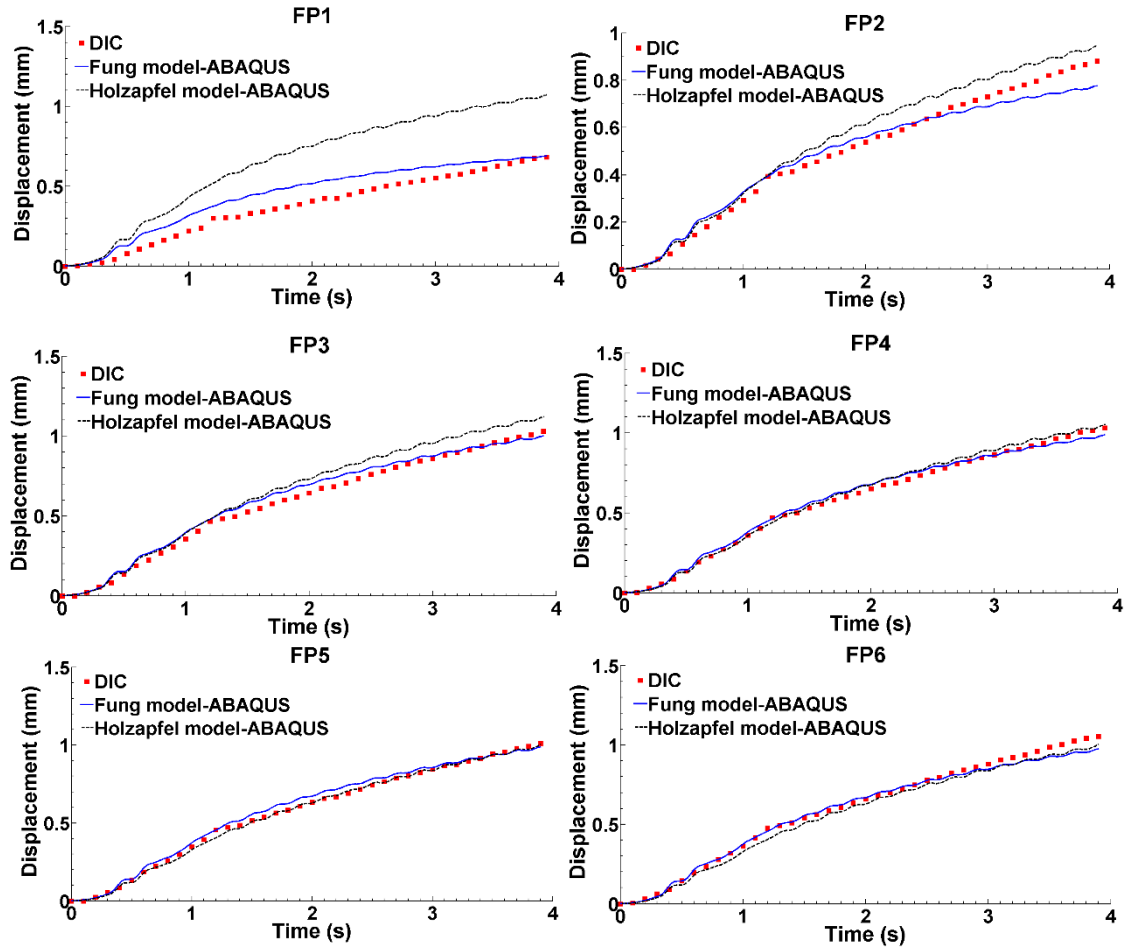 FP1
1.5
1
0.5
0
Displacement (mm)
DIC
Fung model-ABAQUS
Holzapfel model-ABAQUS
0 1 2 3 4
Time (s)
FP2
1
0.8
0.6
0.4
0.2
0
Displacement (mm)
DIC
Fung model-ABAQUS
Holzapfel model-ABAQUS
0 1 2 3 4
Time (s)
FP3
1.5
1
0.5
0
Displacement (mm)
DIC
Fung model-ABAQUS
Holzapfel model-ABAQUS
0 1 2 3 4
Time (s)
FP4
1.5
1
0.5
0
Displacement (mm)
DIC
Fung model-ABAQUS
Holzapfel model-ABAQUS
0 1 2 3 4
Time (s)
FP5
1.5
1
0.5
0
Displacement (mm)
DIC
Fung model-ABAQUS
Holzapfel model-ABAQUS
0 1 2 3 4
Time (s)
FP6
1.5
1
0.5
0
Displacement (mm)
DIC
Fung model-ABAQUS
Holzapfel model-ABAQUS
0 1 2 3 4
Time (s)